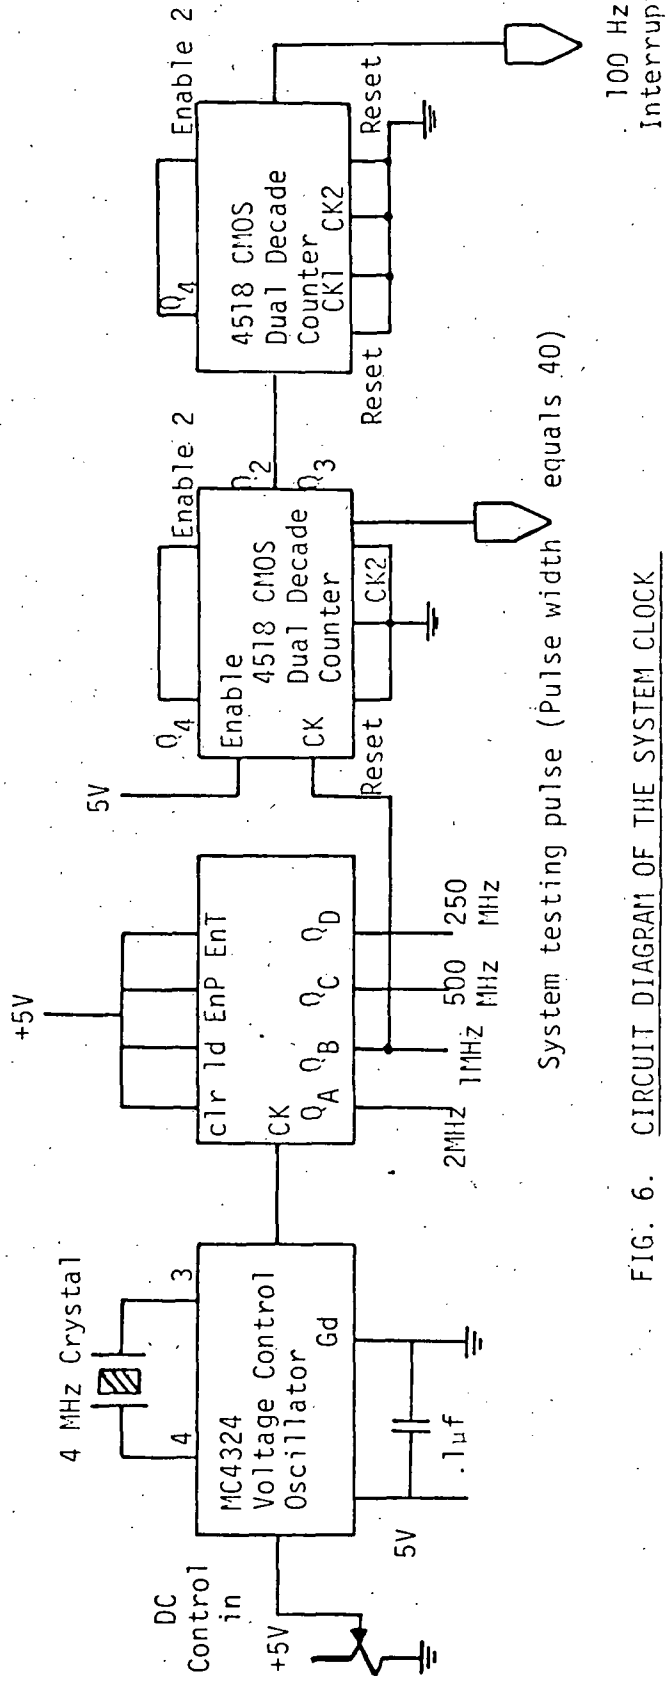 DC
Control
in
+5V
4 MHz Crystal
4
3
MC4324
Voltage Control
Oscillator
Gd
5V
.1uf
+5V
clr ld EnP EnT
CK
QA QB QC QD
2MHz
1MHz
500
MHz
250
MHz
5V
Q4
Enable 2
Enable
4518 CMOS
Dual Decade
Counter
CK
Q2
Q3
Reset
CK2
Q4
Enable 2
4518 CMOS
Dual Decade
Counter
CK1
CK2
Reset
Reset
100 Hz
Interrup
System testing pulse (Pulse width equals 40)
FIG. 6. CIRCUIT DIAGRAM OF THE SYSTEM CLOCK